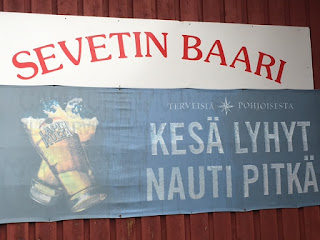 SEVETIN BAARI
TERVEISIÄ POHJOISESTA
KESÄ LYHYT
NAUTI PITKÄ